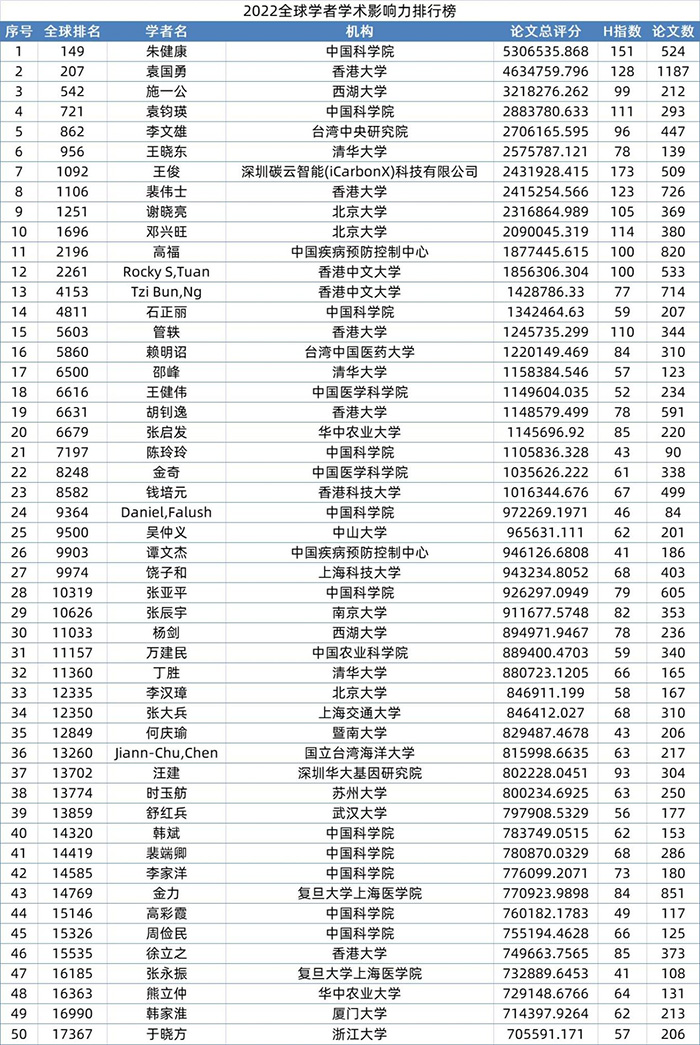 2022全球学者学术影响力排行榜
序号 全球排名 学者名 机构 论文总评分 H指数 论文数
1 149 朱健康 中国科学院 5306535.868 151 524
2 207 袁国勇 香港大学 4634759.796 128 1187
3 542 施一公 西湖大学 3218276.262 99 212
4 721 袁钧瑛 中国科学院 2883780.633 111 293
5 862 李文雄 台湾中央研究院 2706165.595 96 447
6 956 王晓东 清华大学 2575787.121 78 139
7 1092 王俊 深圳碳云智能(iCarbonX)科技有限公司 2431928.415 173 509
8 1106 裴伟士 香港大学 2415254.566 123 726
9 1251 谢晓亮 北京大学 2316864.989 105 369
10 1696 邓兴旺 北京大学 2090045.319 114 380
11 2196 高福 中国疾病预防控制中心 1877445.615 100 820
12 2261 Rocky S,Tuan 香港中文大学 1856306.304 100 533
13 4153 Tzi Bun,Ng 香港中文大学 1428786.33 77 714
14 4811 石正丽 中国科学院 1342464.63 59 207
15 5603 管轶 香港大学 1245735.299 110 344
16 5860 赖明诏 台湾中国医药大学 1220149.469 84 310
17 6500 邵峰 清华大学 1158384.546 57 123
18 6616 王健伟 中国医学科学院 1149604.035 52 234
19 6631 胡钊逸 香港大学 1148579.499 78 591
20 6679 张启发 华中农业大学 1145696.92 85 220
21 7197 陈玲玲 中国科学院 1105836.328 43 90
22 8248 金奇 中国医学科学院 1035626.222 61 338
23 8582 钱培元 香港科技大学 1016344.676 67 499
24 9364 Daniel,Falush 中国科学院 972269.1971 46 84
25 9500 吴仲义 中山大学 965631.111 62 201
26 9903 谭文杰 中国疾病预防控制中心 946126.6808 41 186
27 9974 饶子和 上海科技大学 943234.8052 68 403
28 10319 张亚平 中国科学院 926297.0949 79 605
29 10626 张辰宇 南京大学 911677.5748 82 353
30 11033 杨剑 西湖大学 894971.9467 78 236
31 11157 万建民 中国农业科学院 889400.4703 59 340
32 11360 丁胜 清华大学 880723.1205 66 165
33 12335 李汉璋 北京大学 846911.199 58 167
34 12350 张大兵 上海交通大学 846412.027 68 310
35 12849 何庆瑜 暨南大学 829487.4678 43 206
36 13260 Jiann-Chu,Chen 国立台湾海洋大学 815998.6635 63 217
37 13702 汪建 深圳华大基因研究院 802228.0451 93 304
38 13774 时玉舫 苏州大学 800234.6925 63 250
39 13859 舒红兵 武汉大学 797908.5329 56 177
40 14320 韩斌 中国科学院 783749.0515 62 153
41 14419 裴端卿 中国科学院 780870.0329 68 286
42 14585 李家洋 中国科学院 776099.2071 73 180
43 14769 金力 复旦大学上海医学院 770923.9898 84 851
44 15146 高彩霞 中国科学院 760182.1783 49 117
45 15326 周俭民 中国科学院 755194.4628 66 125
46 15535 徐立之 香港大学 749663.7565 85 373
47 16185 张永振 复旦大学上海医学院 732889.6453 41 108
48 16363 熊立仲 华中农业大学 729148.6766 64 131
49 16990 韩家淮 厦门大学 714397.9264 62 213
50 17367 于晓方 浙江大学 705591.171 57 206